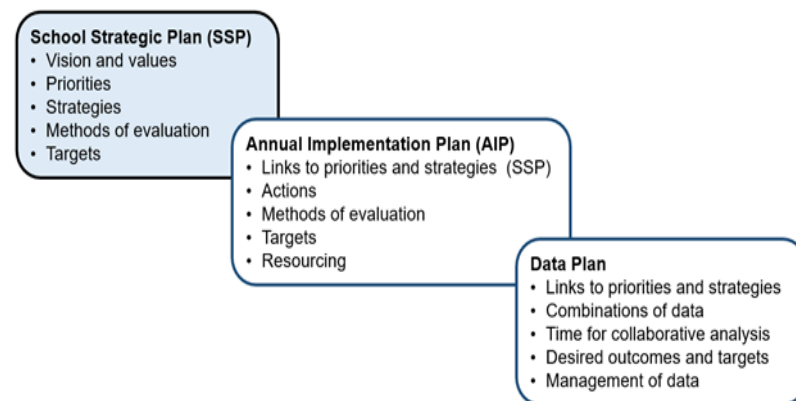 School Strategic Plan (SSP)
• Vision and values
• Priorities
• Strategies
• Methods of evaluation
• Targets
Annual Implementation Plan (AIP)
• Links to priorities and strategies (SSP)
• Actions
• Methods of evaluation
• Targets
• Resourcing
Data Plan
• Links to priorities and strategies
• Combinations of data
• Time for collaborative analysis
• Desired outcomes and targets
• Management of data